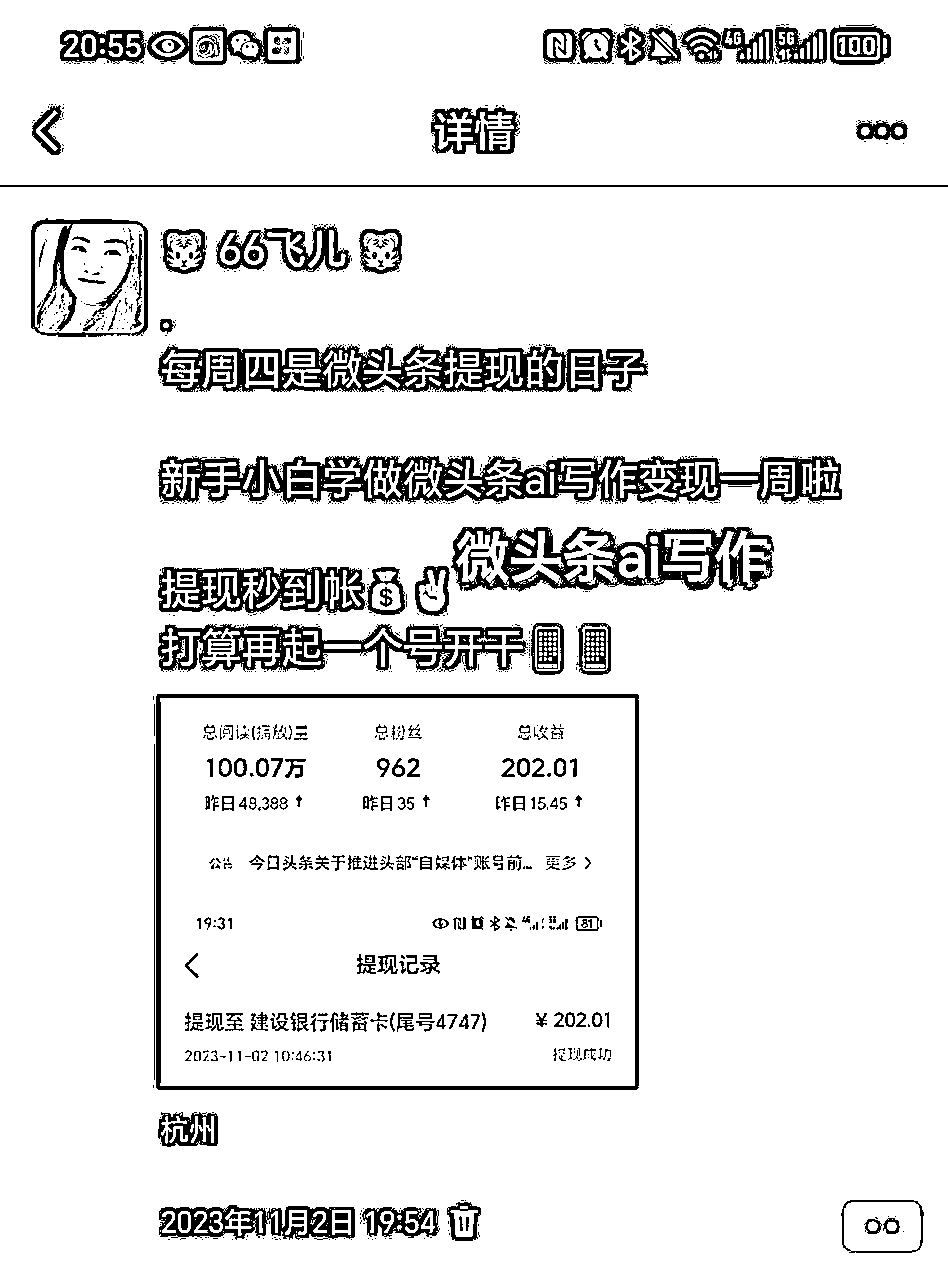 20:55 100
详情
66飞儿
。
每周四是微头条提现的日子
新手小白学做微头条ai写作变现一周啦
微头条ai写作
提现秒到帐
打算再起一个号开干
总阅读(播放)量 总粉丝 总收益
100.07万 962 202.01
昨日48,388 昨日35 昨日15.45
公告 今日头条关于推进头部“自媒体”账号前... 更多
19:31 81
提现记录
提现至 建设银行储蓄卡(尾号4747) ¥ 202.01
2023-11-02 10:46:31 提现成功
杭州
2023年11月2日 19:54